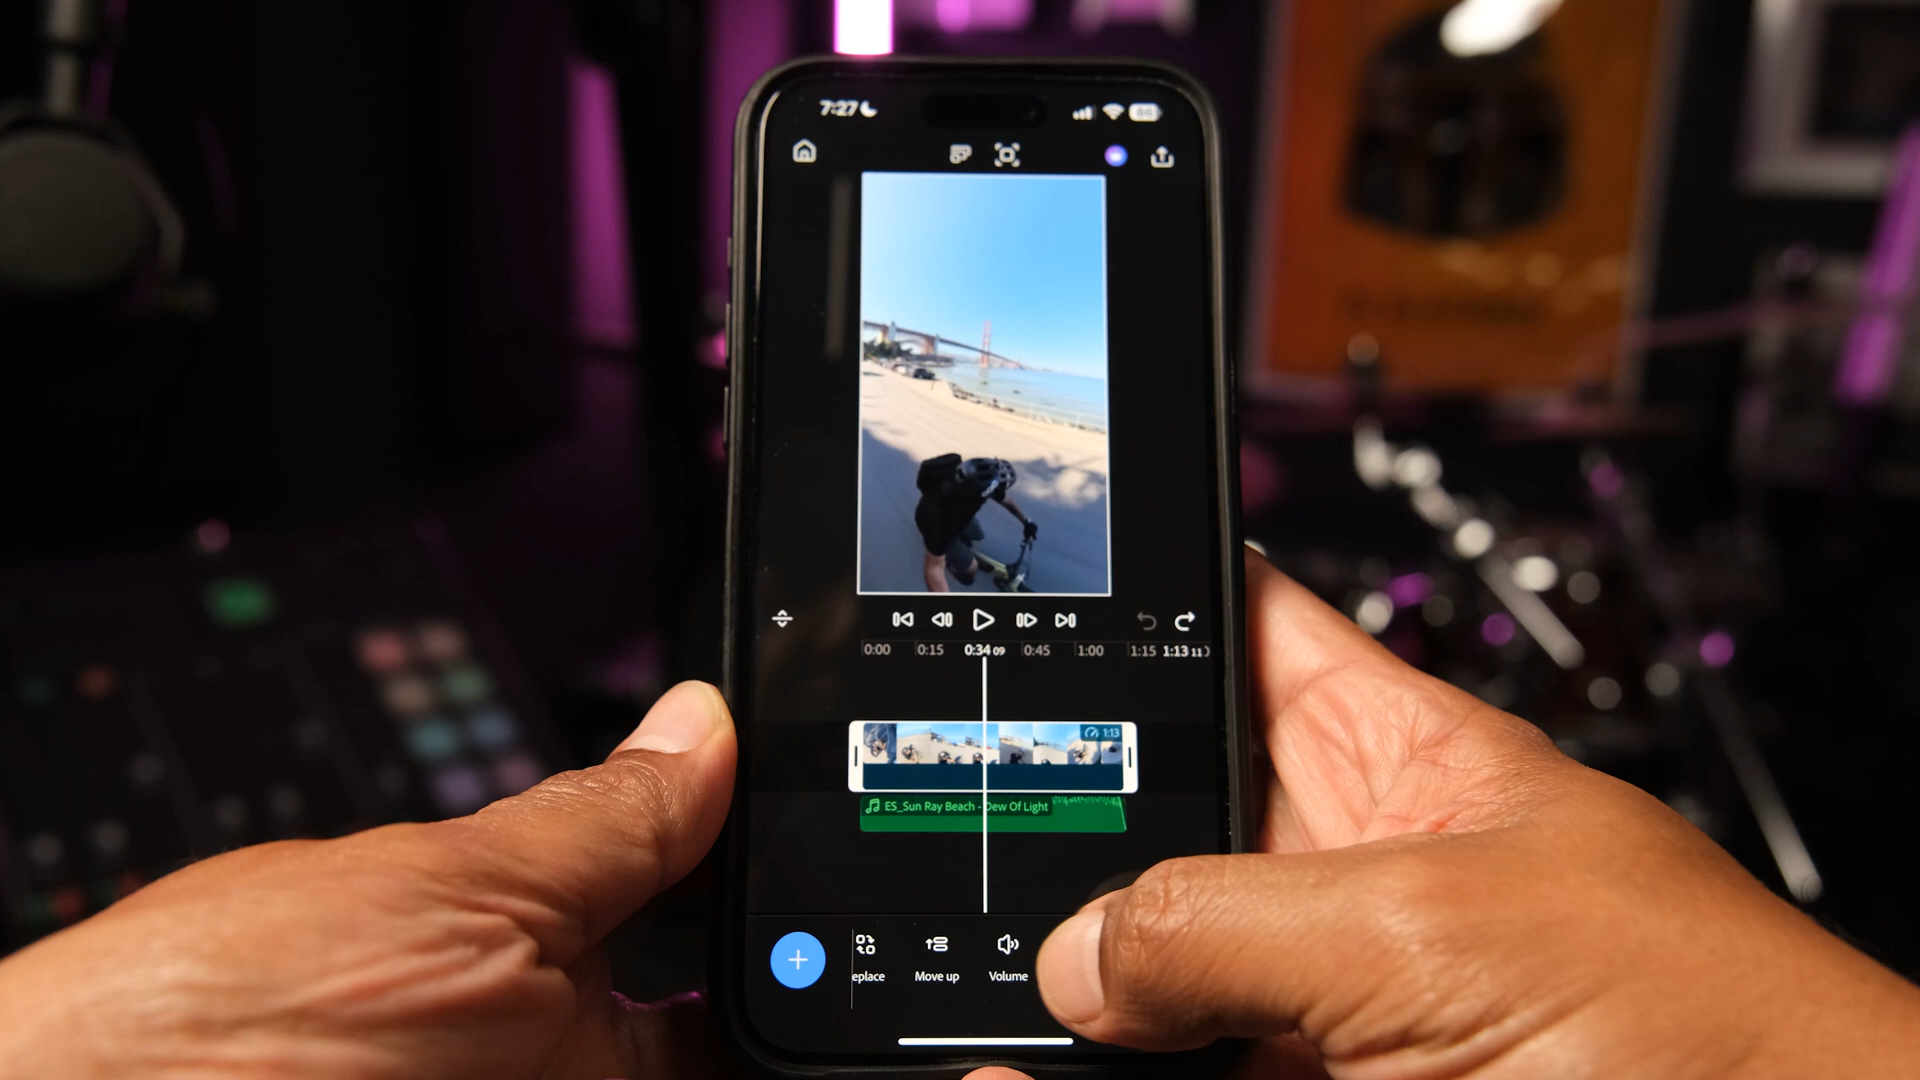 7:27
86
0:00 0:15 0:34 09 0:45 1:00 1:15 1:13 11
1:13
ES_Sun Ray Beach - Dew Of Light
eplace Move up Volume